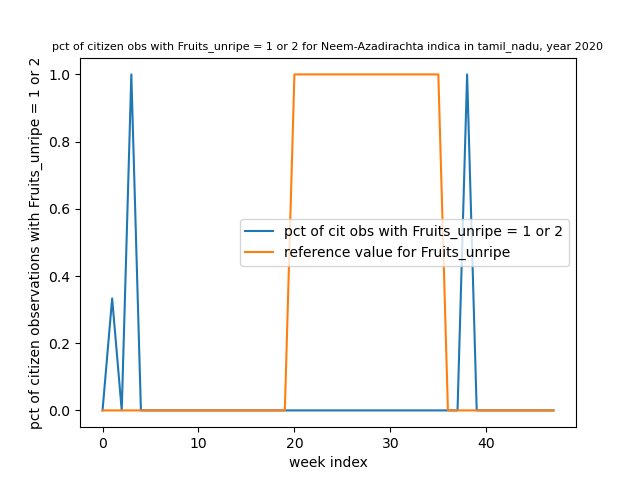 pct of citizen obs with Fruits_unripe = 1 or 2 for Neem-Azadirachta indica in tamil_nadu, year 2020
pct of citizen observations with Fruits_unripe = 1 or 2
1.0
0.8
0.6
0.4
0.2
0.0
pct of cit obs with Fruits_unripe = 1 or 2
reference value for Fruits_unripe
0 10 20 30 40
week index